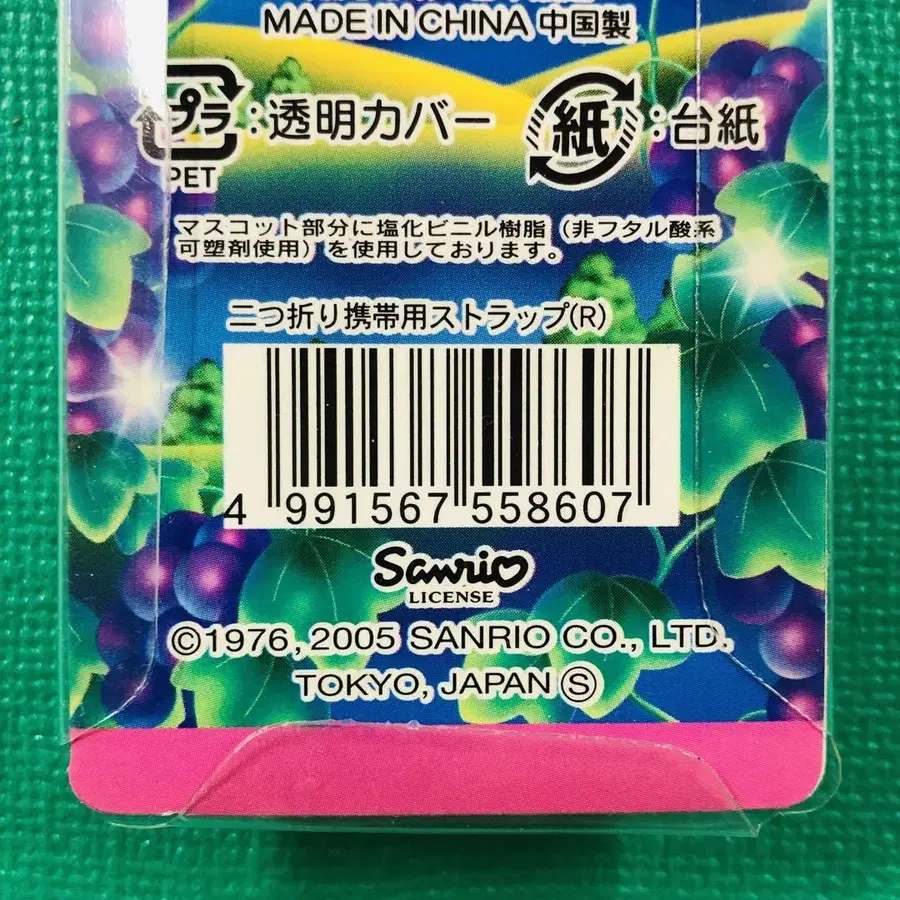 MADE IN CHINA 中国製
プラ：透明カバー
PET
紙：台紙
マスコット部分に塩化ビニル樹脂（非フタル酸系
可塑剤使用）を使用しております。
二つ折り携帯用ストラップ(R)
4 991567 558607
Sanrio
LICENSE
©1976, 2005 SANRIO CO., LTD.
TOKYO, JAPAN Ⓢ